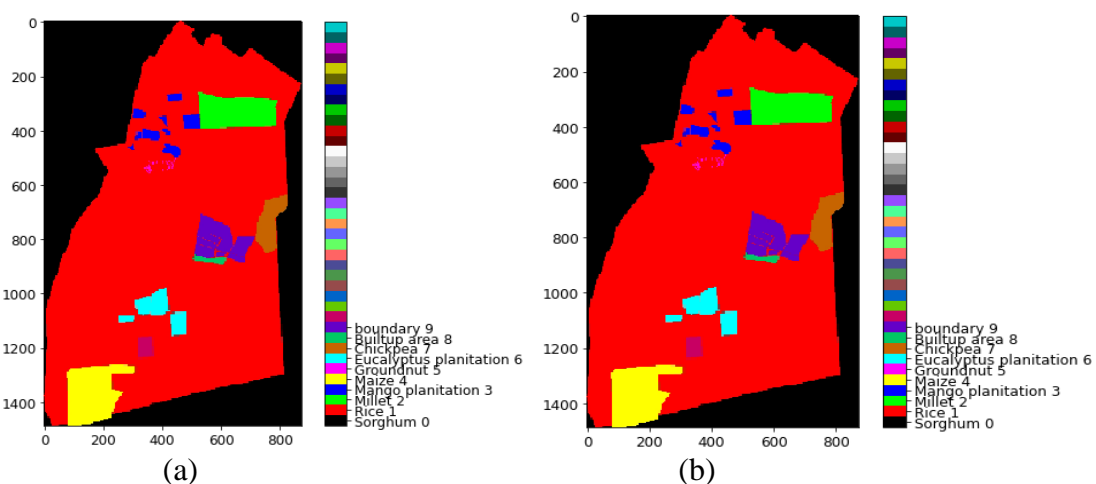 0
200
400
600
800
1000
1200
1400
0 200 400 600 800
boundary 9
Builtup area 8
Chickpea 7
Eucalyptus planitation 6
Groundnut 5
Maize 4
Mango planitation 3
Millet 2
Rice 1
Sorghum 0
(a)
0
200
400
600
800
1000
1200
1400
0 200 400 600 800
boundary 9
Builtup area 8
Chickpea 7
Eucalyptus planitation 6
Groundnut 5
Maize 4
Mango planitation 3
Millet 2
Rice 1
Sorghum 0
(b)